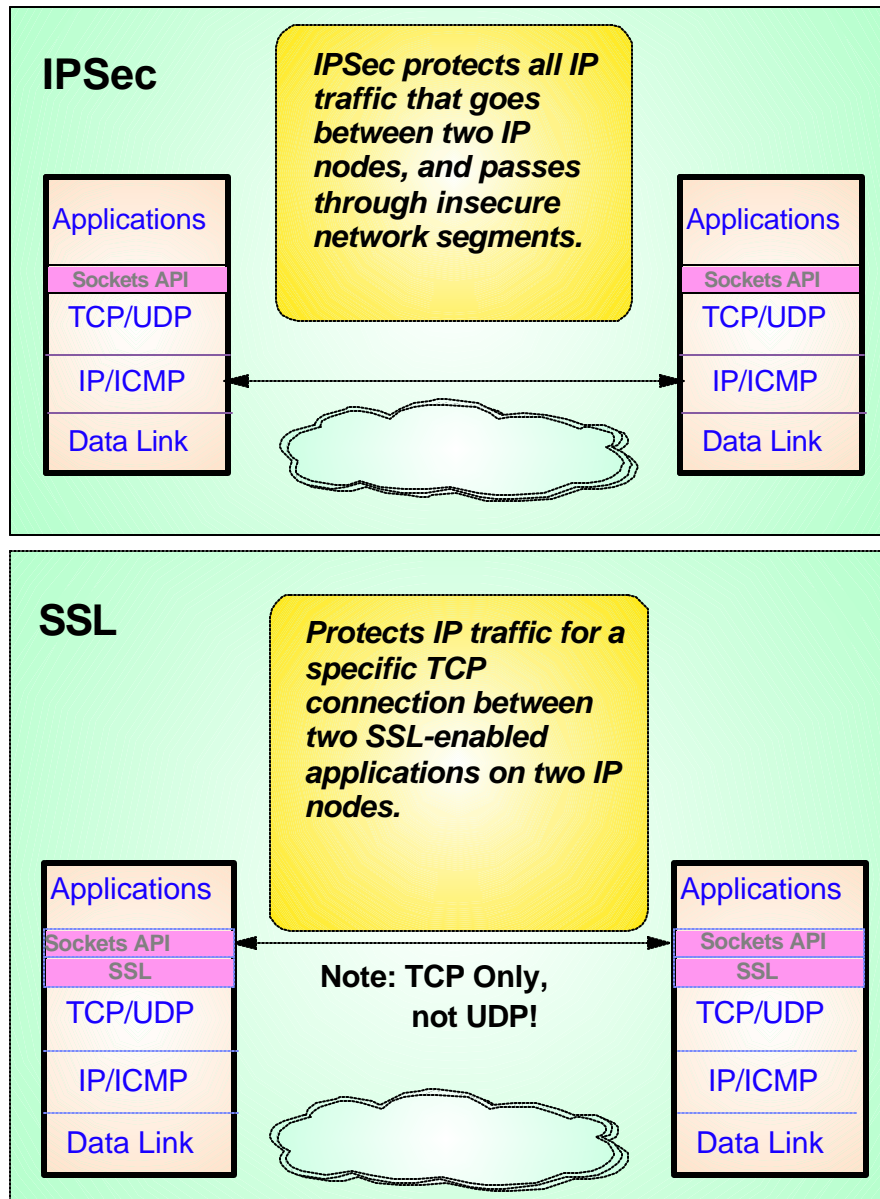 IPSec
IPSec protects all IP
traffic that goes
between two IP
nodes, and passes
through insecure
network segments.
Applications
Sockets API
TCP/UDP
IP/ICMP
Data Link
Applications
Sockets API
TCP/UDP
IP/ICMP
Data Link
SSL
Protects IP traffic for a
specific TCP
connection between
two SSL-enabled
applications on two IP
nodes.
Applications
Sockets API
SSL
TCP/UDP
IP/ICMP
Data Link
Note: TCP Only,
not UDP!
Applications
Sockets API
SSL
TCP/UDP
IP/ICMP
Data Link